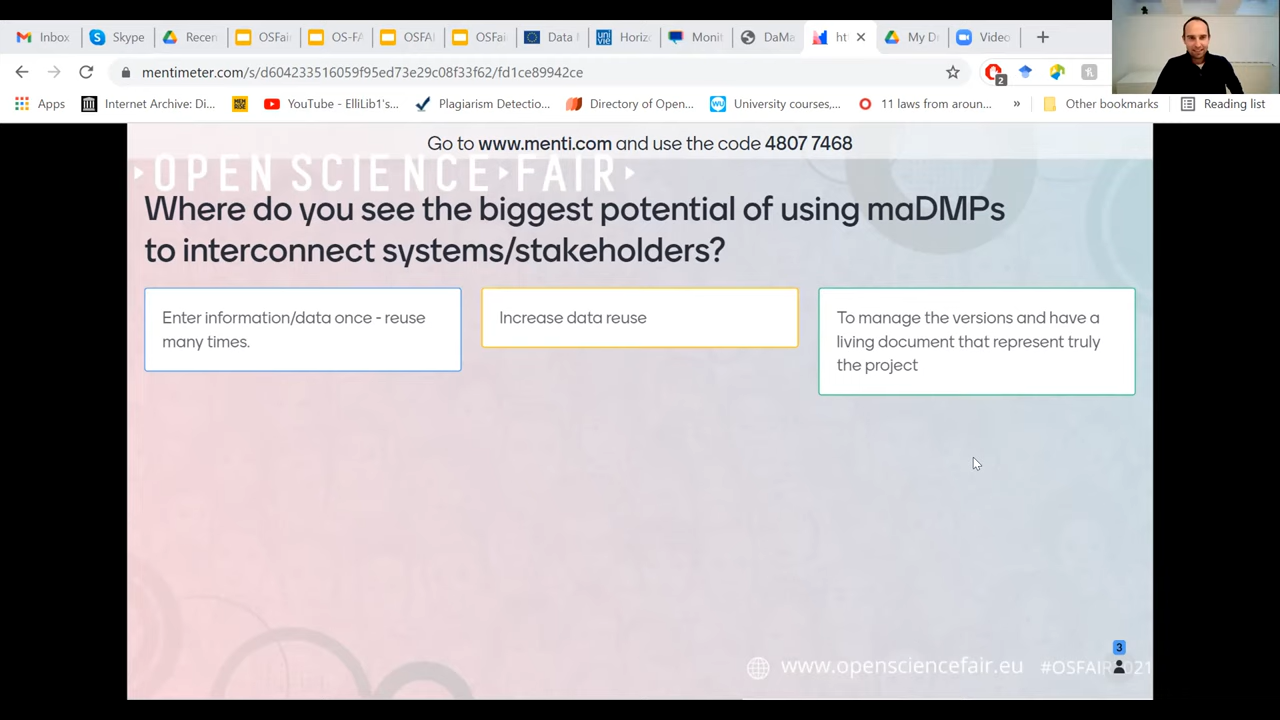 Inbox
Skype
Recen
OSFair
OS-FA
OSFAI
OSFai
Data
Horiz
Monit
DaMa
ht
My D
Video
mentimeter.com/s/d604233516059f95ed73e29c08f33f62/fd1ce89942ce
2
Apps
Internet Archive: Di...
YouTube - ElliLib1's...
Plagiarism Detectio...
Directory of Open...
University courses,...
11 laws from aroun...
»
Other bookmarks
Reading list
Go to www.menti.com and use the code 4807 7468
OPEN SCIENCE FAIR
Where do you see the biggest potential of using maDMPs
to interconnect systems/stakeholders?
Enter information/data once - reuse
many times.
Increase data reuse
To manage the versions and have a
living document that represent truly
the project
3
www.opensciencefair.eu #OSFAIR2021